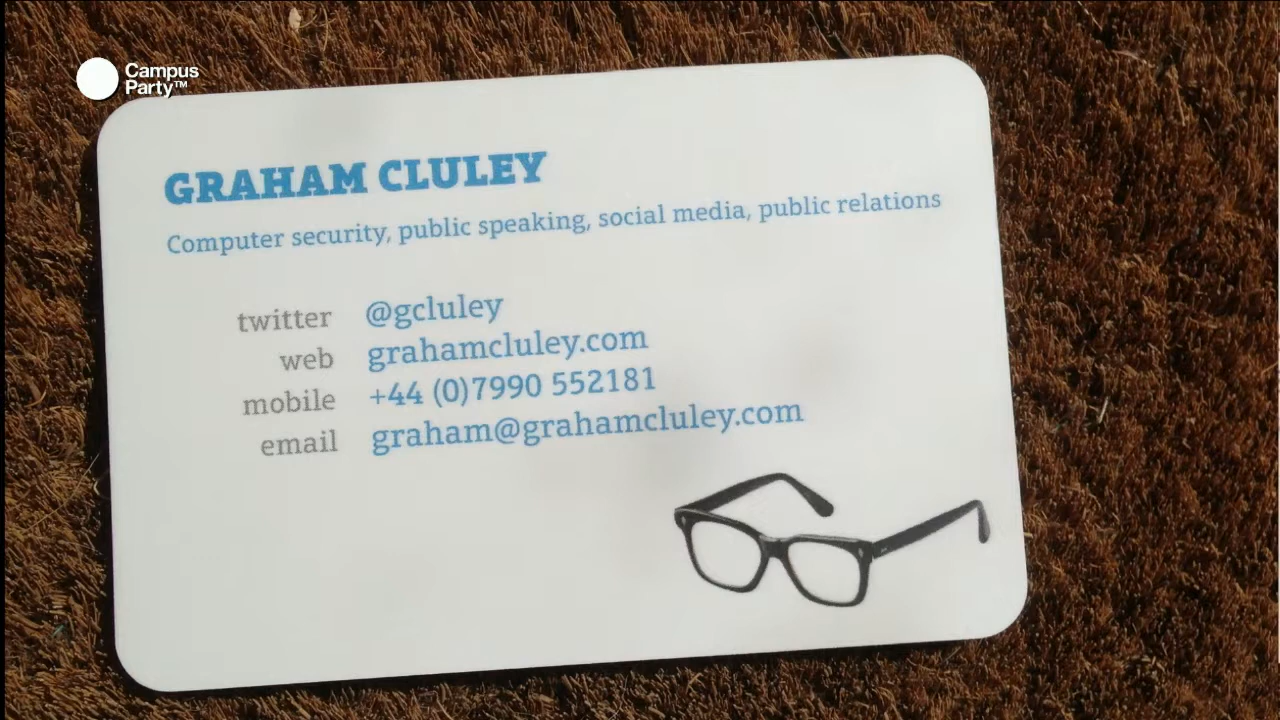 Campus
Party™
GRAHAM CLULEY
Computer security, public speaking, social media, public relations
twitter @gcluley
web grahamcluley.com
mobile +44 (0)7990 552181
email graham@grahamcluley.com